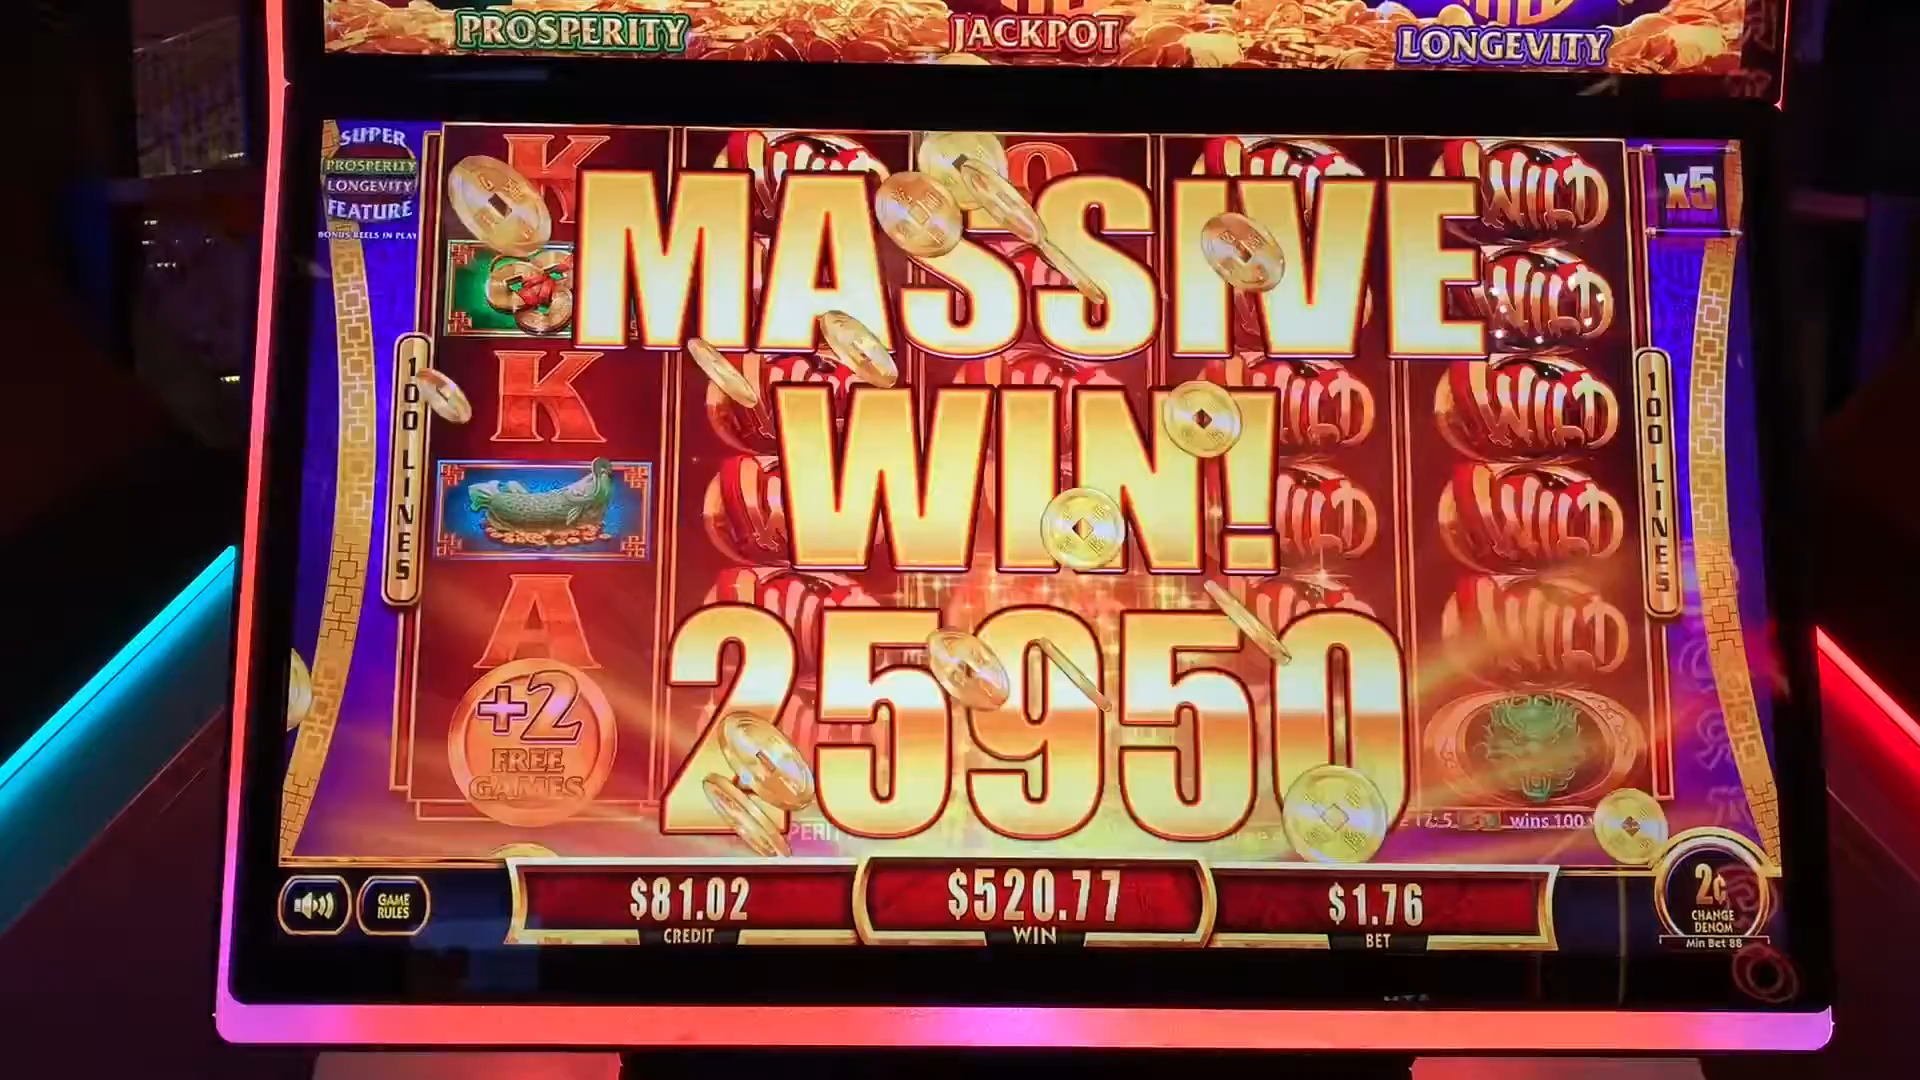 PROSPERITY
JACKPOT
LONGEVITY
SUPER
PROSPERITY
LONGEVITY
FEATURE
BONUS REELS IN PLAY
x5
K
WILD
MASSIVE
WILD
K
WILD
WILD
WIN!
WILD
WILD
100 LINES
100 LINES
A
WILD
25950
+2
FREE
GAMES
wins 100
GAME
RULES
$81.02
CREDIT
$520.77
WIN
$1.76
BET
2¢
CHANGE
DENOM
Min Bet 88